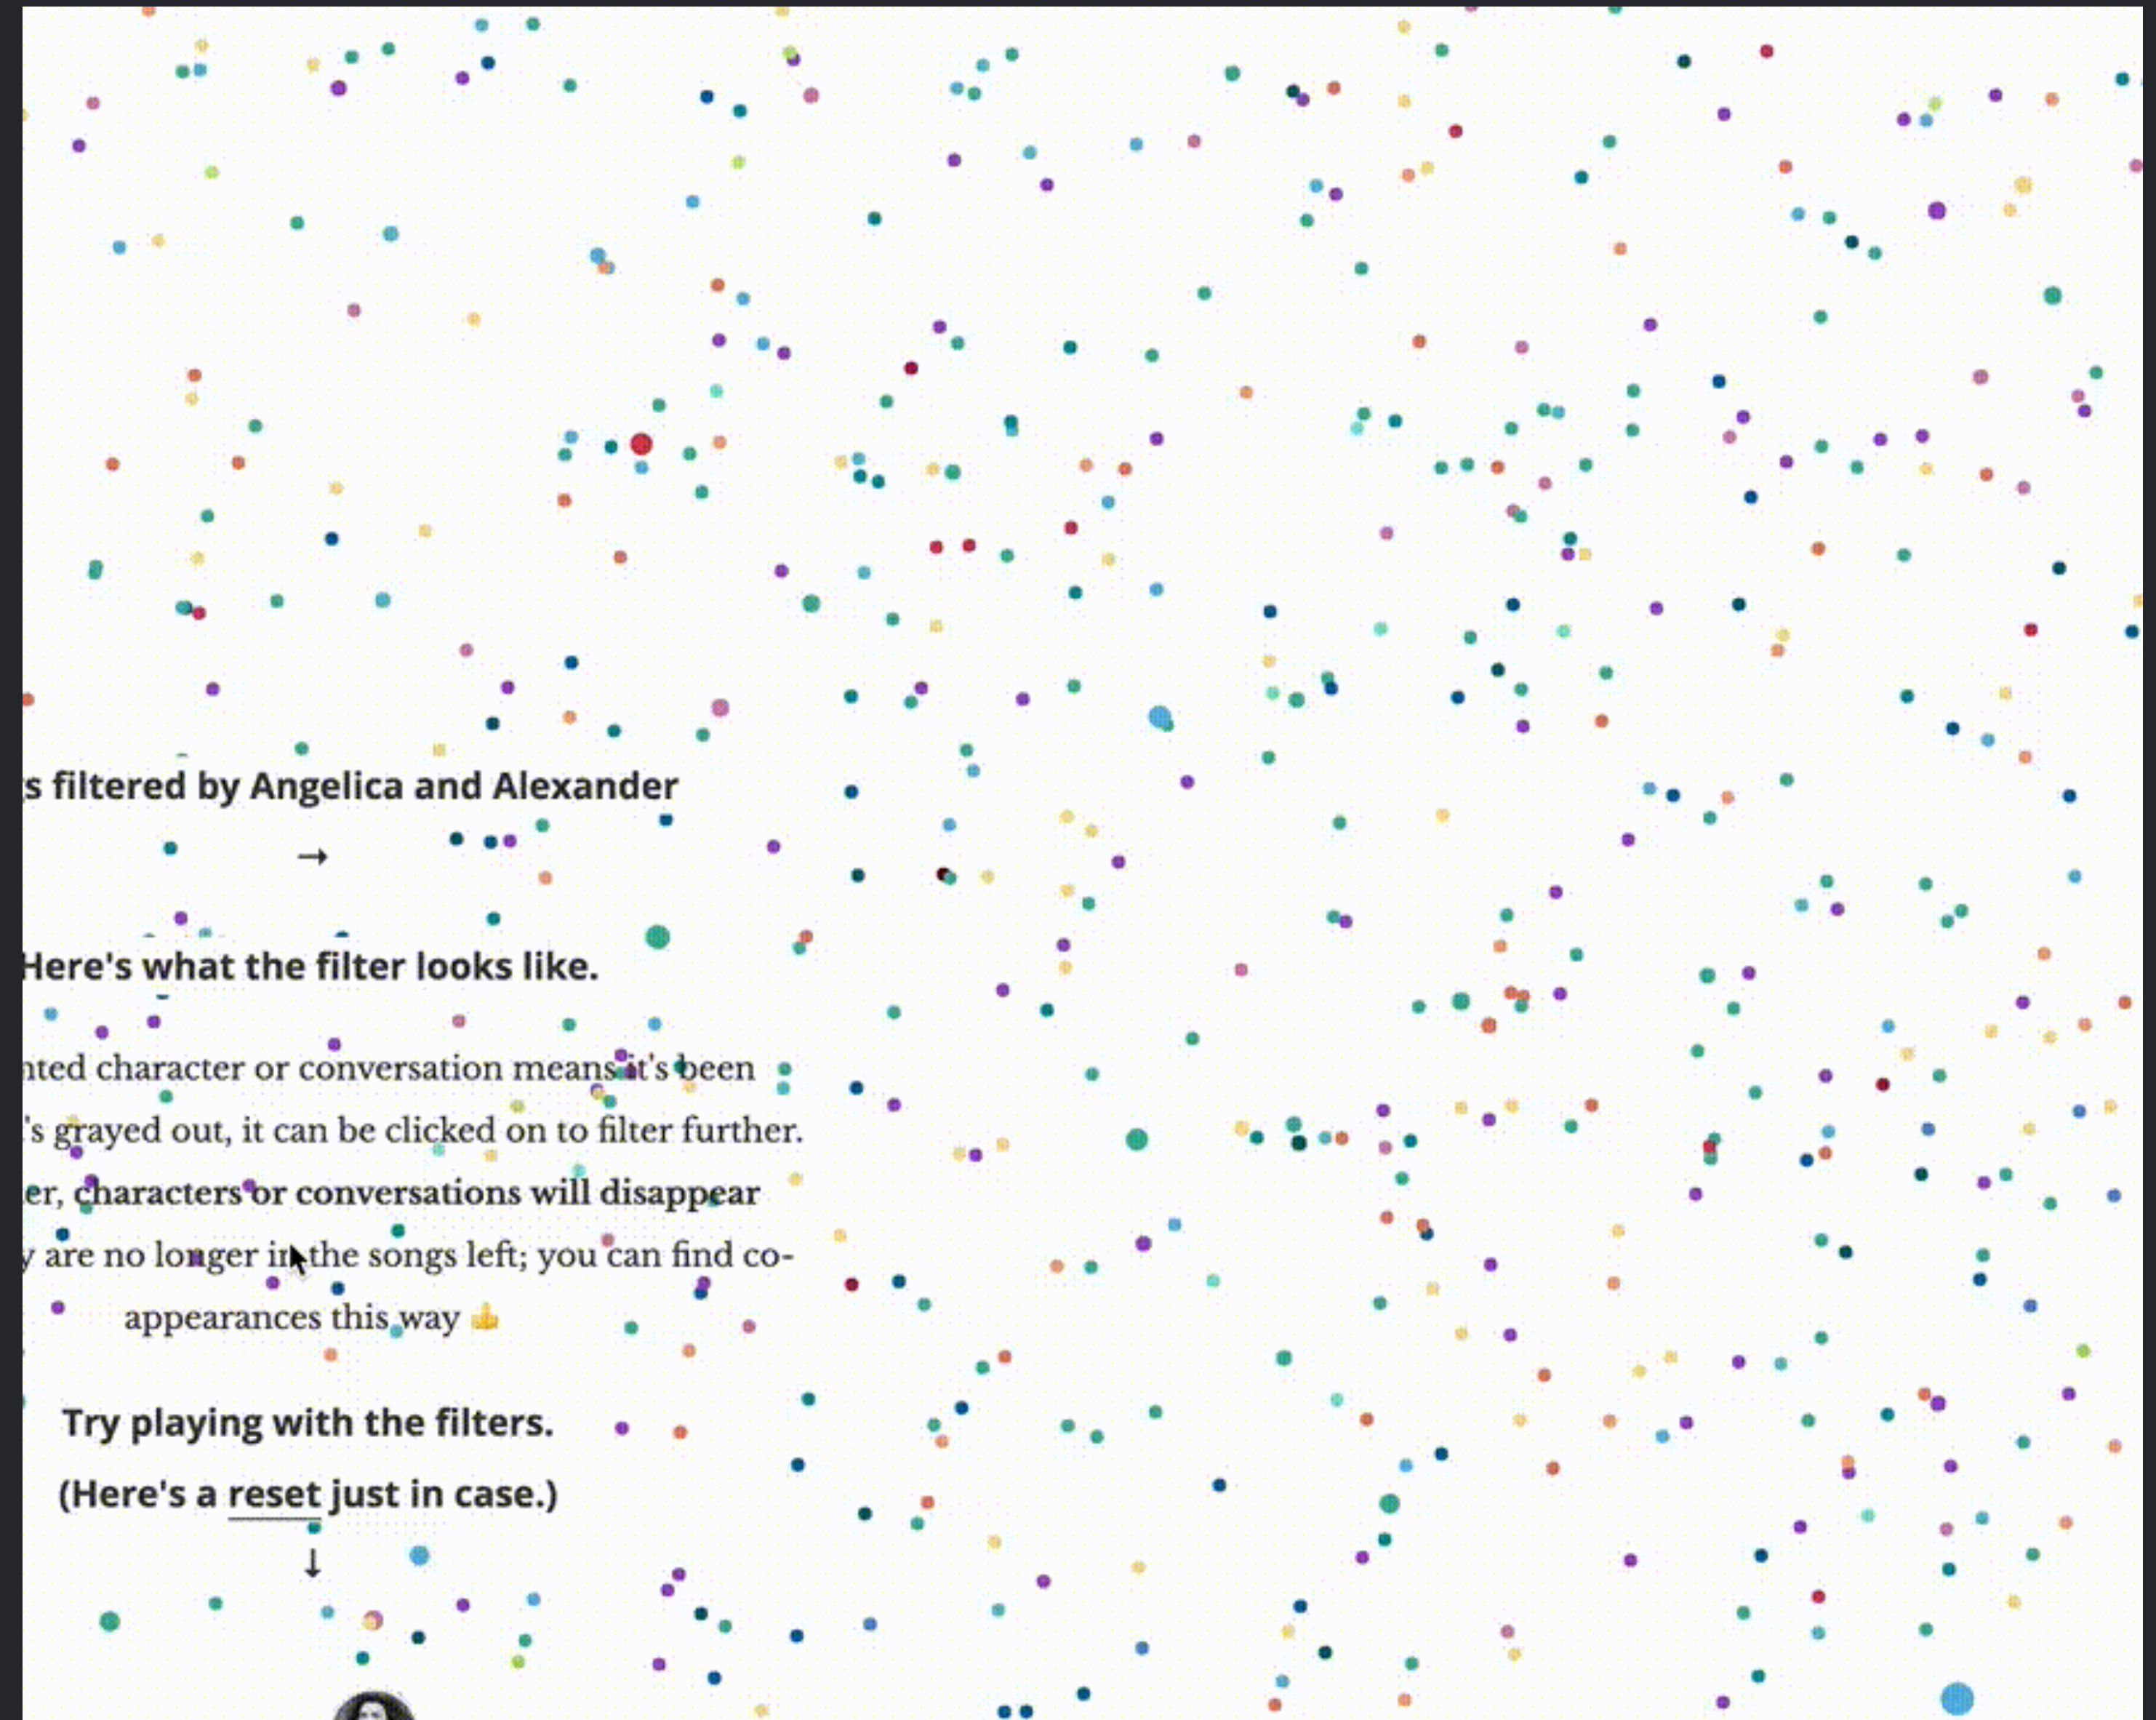 s filtered by Angelica and Alexander
→
Here's what the filter looks like.
nted character or conversation means it's been
's grayed out, it can be clicked on to filter further.
er, characters or conversations will disappear
y are no longer in the songs left; you can find co-
appearances this way
Try playing with the filters.
(Here's a reset just in case.)
↓